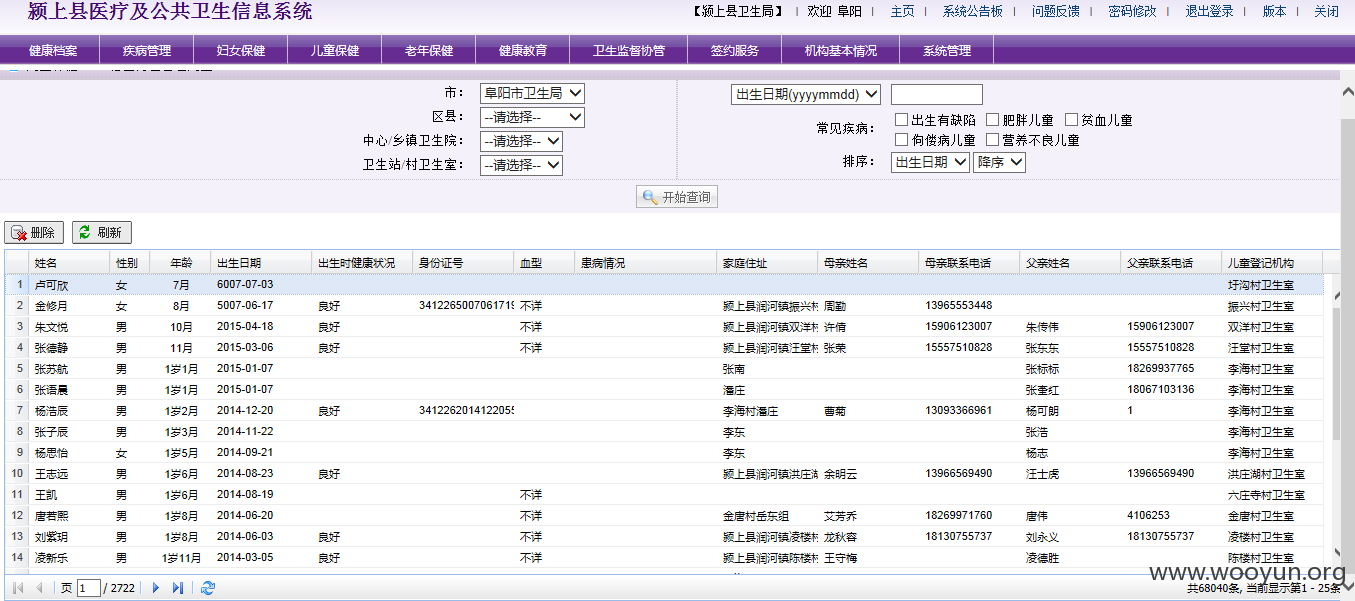 颍上县医疗及公共卫生信息系统
【颍上县卫生局】 | 欢迎 阜阳 | 主页 | 系统公告板 | 问题反馈 | 密码修改 | 退出登录 | 版本 | 关闭
健康档案 疾病管理 妇女保健 儿童保健 老年保健 健康教育 卫生监督协管 签约服务 机构基本情况 系统管理
市: 阜阳市卫生局 出生日期(yyyymmdd)
区县: --请选择-- 常见疾病: 出生有缺陷 肥胖儿童 贫血儿童
中心/乡镇卫生院: --请选择-- 佝偻病儿童 营养不良儿童
卫生站/村卫生室: --请选择-- 排序: 出生日期 降序
开始查询
删除 刷新
姓名 性别 年龄 出生日期 出生时健康状况 身份证号 血型 患病情况 家庭住址 母亲姓名 母亲联系电话 父亲姓名 父亲联系电话 儿童登记机构
1 卢可欣 女 7月 6007-07-03 圩沟村卫生室
2 金修月 女 8月 5007-06-17 良好 3412265007061719 不详 颍上县润河镇振兴村 周勤 13965553448 振兴村卫生室
3 朱文悦 男 10月 2015-04-18 良好 不详 颍上县润河镇双洋村 许倩 15906123007 朱传伟 15906123007 双洋村卫生室
4 张德静 男 11月 2015-03-06 良好 不详 颍上县润河镇汪堂村 张荣 15557510828 张东东 15557510828 汪堂村卫生室
5 张苏航 男 1岁1月 2015-01-07 张南 张标标 18269937765 李海村卫生室
6 张语晨 男 1岁1月 2015-01-07 潘庄 张奎红 18067103136 李海村卫生室
7 杨浩辰 男 1岁2月 2014-12-20 良好 3412262014122055 李海村潘庄 曹菊 13093366961 杨可朗 1 李海村卫生室
8 张子辰 男 1岁3月 2014-11-22 李东 张浩 李海村卫生室
9 杨思怡 女 1岁5月 2014-09-21 李东 杨志 李海村卫生室
10 王志远 男 1岁6月 2014-08-23 良好 颍上县润河镇洪庄湖 余明云 13966569490 汪士虎 13966569490 洪庄湖村卫生室
11 王凯 男 1岁6月 2014-08-19 不详 六庄寺村卫生室
12 唐若熙 男 1岁8月 2014-06-20 不详 金唐村岳东组 艾芳乔 18269971760 唐伟 4106253 金唐村卫生室
13 刘紫玥 男 1岁8月 2014-06-03 良好 不详 颍上县润河镇凌楼村 龙秋容 18130755737 刘永义 18130755737 凌楼村卫生室
14 凌新乐 男 1岁11月 2014-03-05 良好 不详 颍上县润河镇陈楼村 王守梅 凌德胜 陈楼村卫生室
www.wooyun.org
页 1 / 2722 共68040条, 当前显示第1 - 25条